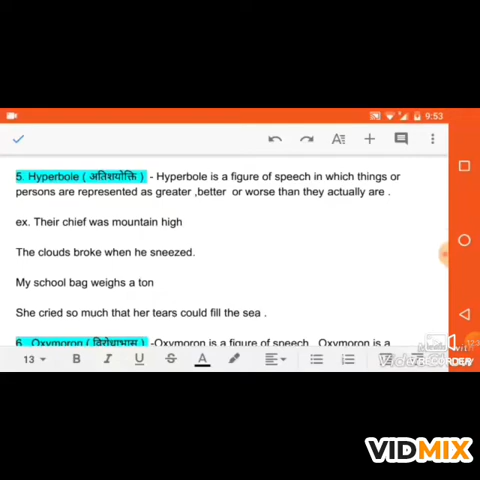 9:53
5. Hyperbole ( अतिशयोक्ति ) - Hyperbole is a figure of speech in which things or
persons are represented as greater ,better or worse than they actually are .
ex. Their chief was mountain high
The clouds broke when he sneezed.
My school bag weighs a ton
She cried so much that her tears could fill the sea .
6. Oxymoron ( विरोधाभास ) -Oxymoron is a figure of speech . Oxymoron is a
13 B I U S A
with
RECORDER
VIDMIX